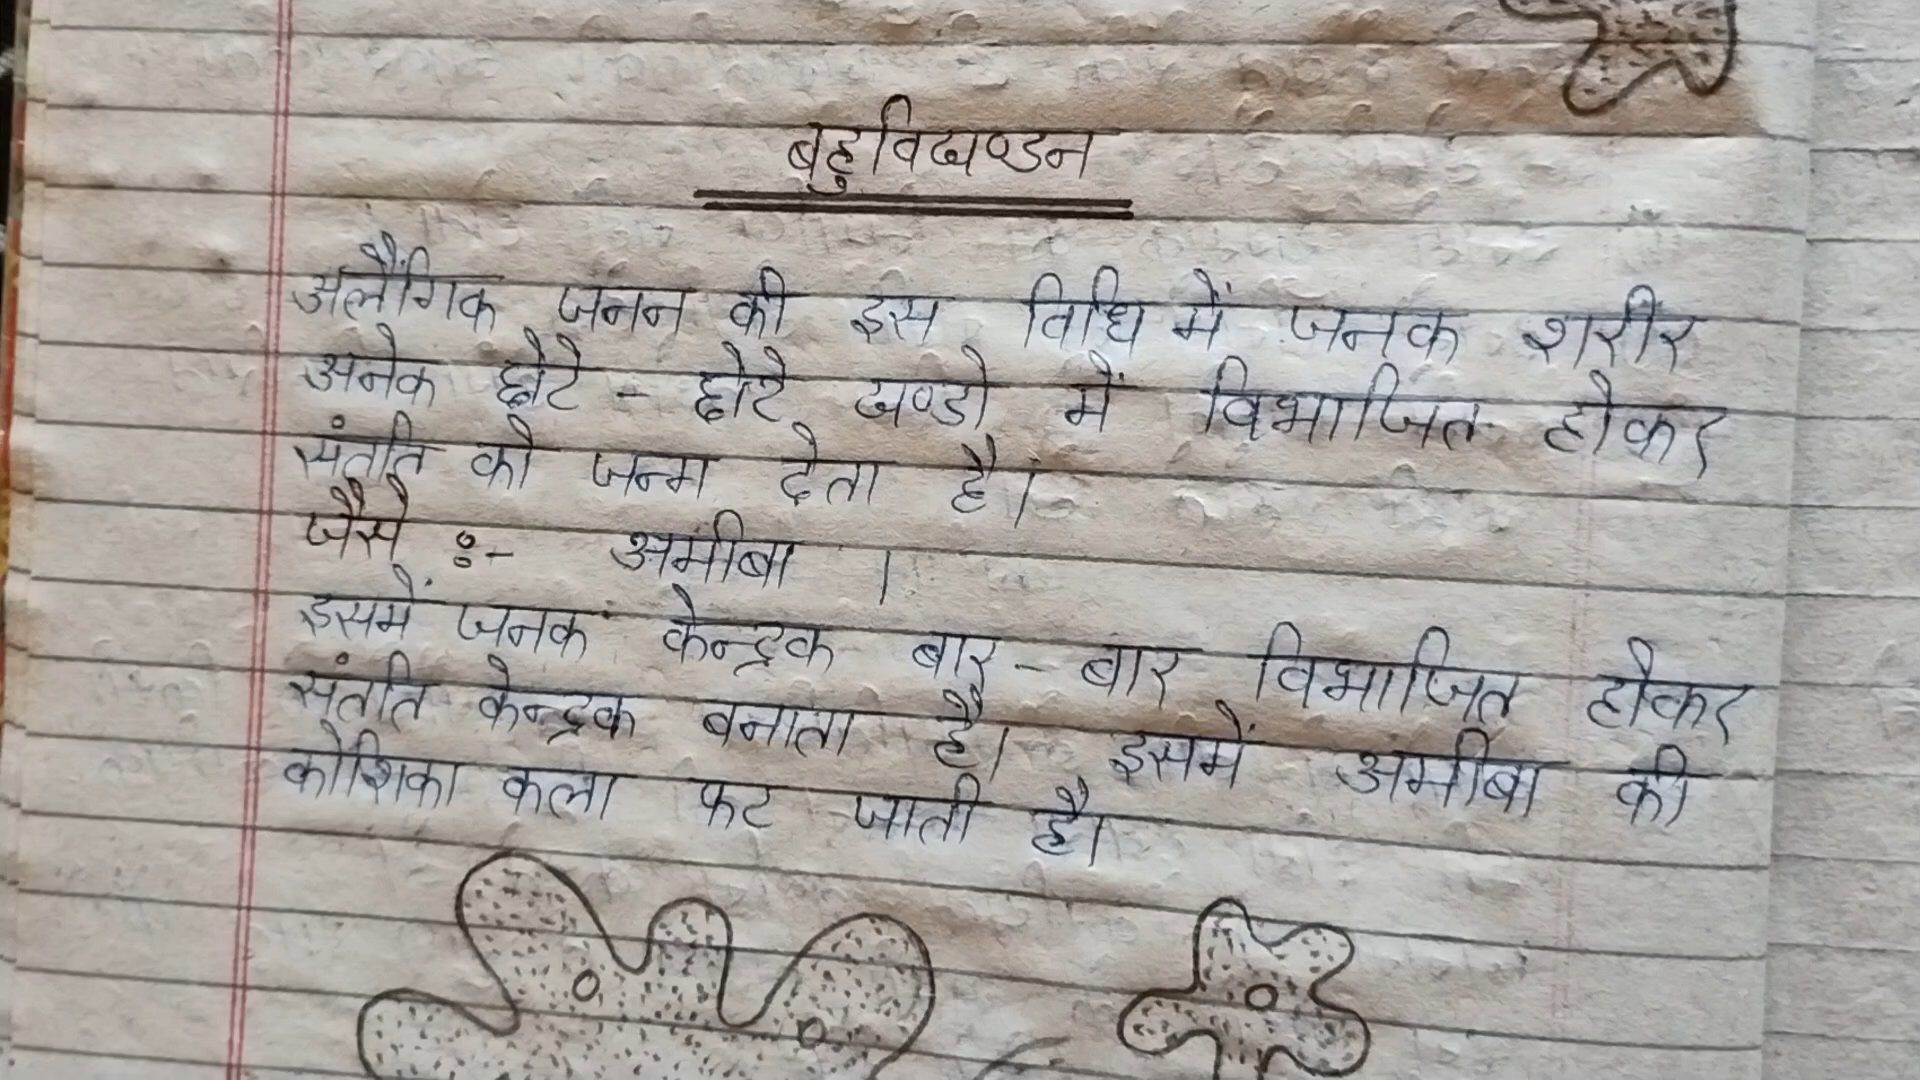 बहुविखण्डन
अलैंगिक जनन की इस विधि में जनक शरीर
अनेक छोटे - छोटे खण्डो में विभाजित होकर
संतति को जन्म देता है।
जैसे :- अमीबा ।
इसमें जनक केन्द्रक बार - बार विभाजित होकर
संतति केन्द्रक बनाता है। इसमें अमीबा की
कोशिका कला फट जाती है।